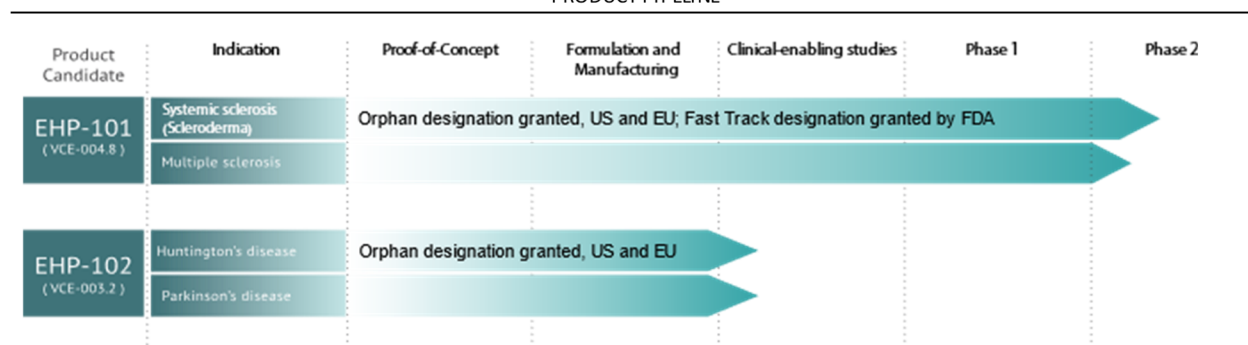 PRODUCT PIPELINE
Product
Candidate
Indication
Proof-of-Concept
Formulation and
Manufacturing
Clinical-enabling studies
Phase 1
Phase 2
EHP-101
(VCE-004.8)
Systemic sclerosis
(Scleroderma)
Orphan designation granted, US and EU; Fast Track designation granted by FDA
Multiple sclerosis
EHP-102
(VCE-003.2)
Huntington's disease
Orphan designation granted, US and EU
Parkinson's disease